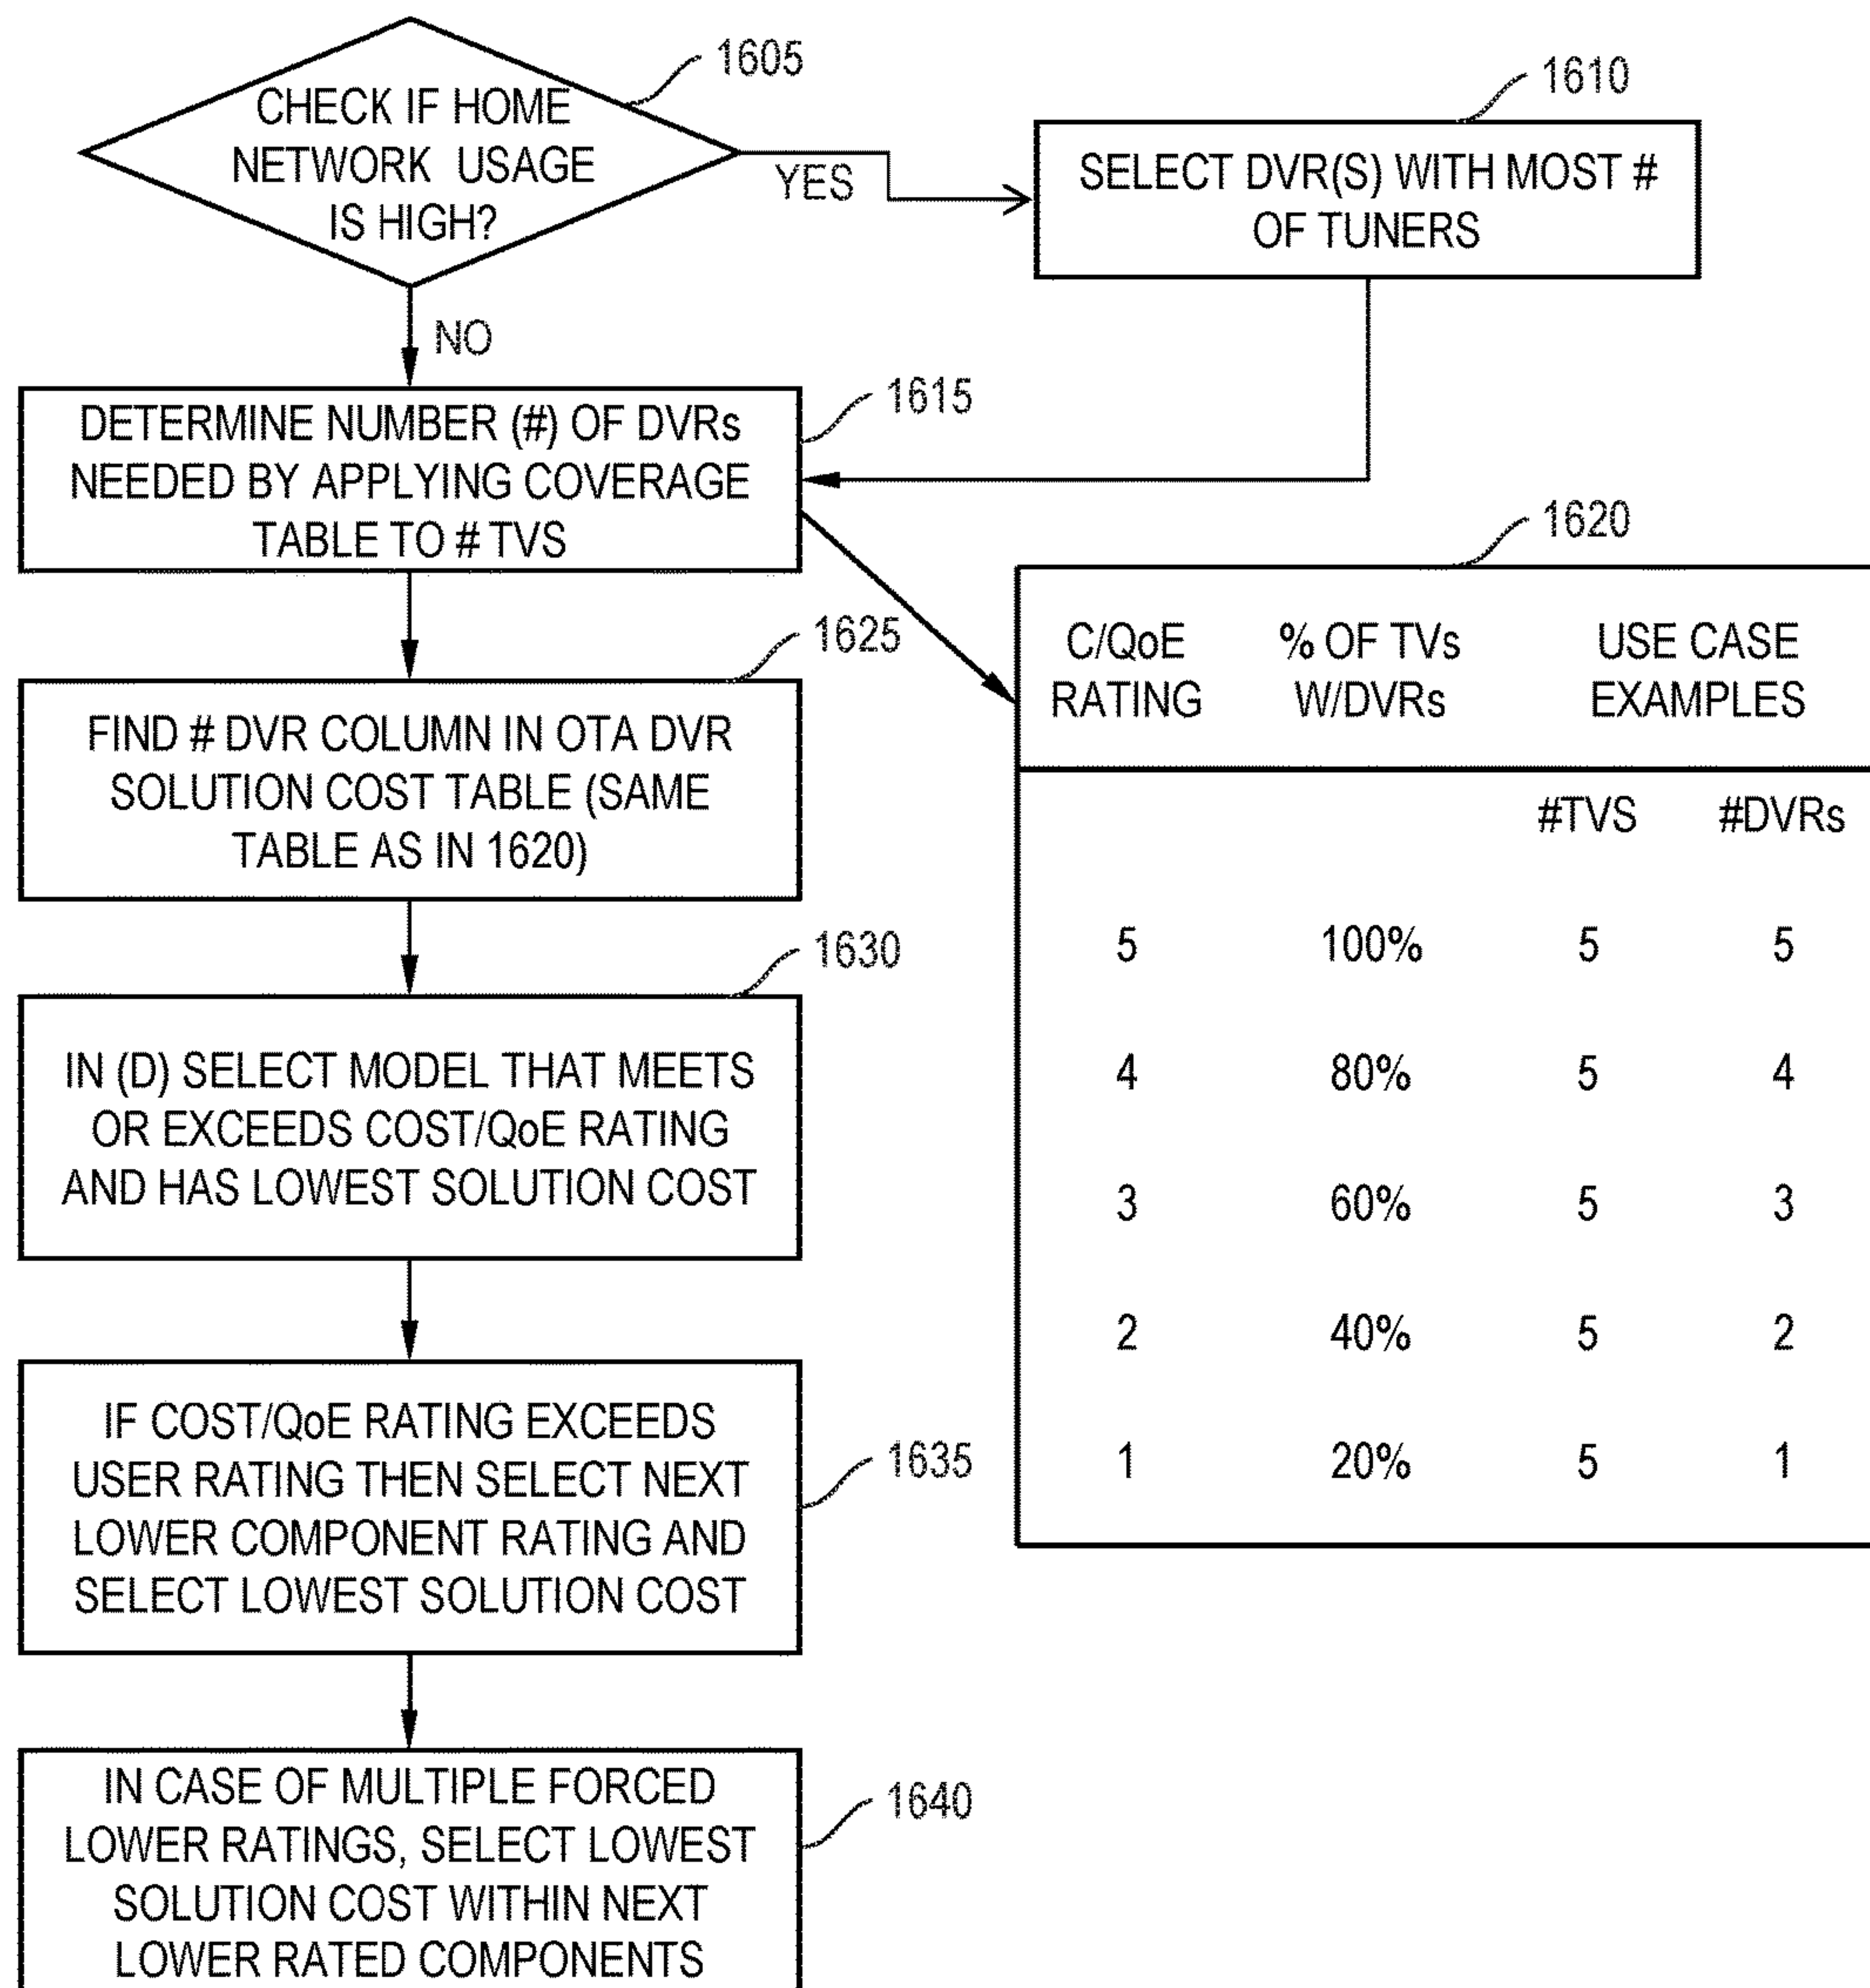 1605
CHECK IF HOME
NETWORK USAGE
IS HIGH?
YES
1610
SELECT DVR(S) WITH MOST #
OF TUNERS
NO
1615
DETERMINE NUMBER (#) OF DVRs
NEEDED BY APPLYING COVERAGE
TABLE TO # TVS
1620
C/QoE % OF TVs USE CASE
RATING W/DVRs EXAMPLES
#TVS #DVRs
5 100% 5 5
4 80% 5 4
3 60% 5 3
2 40% 5 2
1 20% 5 1
1625
FIND # DVR COLUMN IN OTA DVR
SOLUTION COST TABLE (SAME
TABLE AS IN 1620)
1630
IN (D) SELECT MODEL THAT MEETS
OR EXCEEDS COST/QoE RATING
AND HAS LOWEST SOLUTION COST
IF COST/QoE RATING EXCEEDS
USER RATING THEN SELECT NEXT
LOWER COMPONENT RATING AND
SELECT LOWEST SOLUTION COST
1635
IN CASE OF MULTIPLE FORCED
LOWER RATINGS, SELECT LOWEST
SOLUTION COST WITHIN NEXT
LOWER RATED COMPONENTS
1640